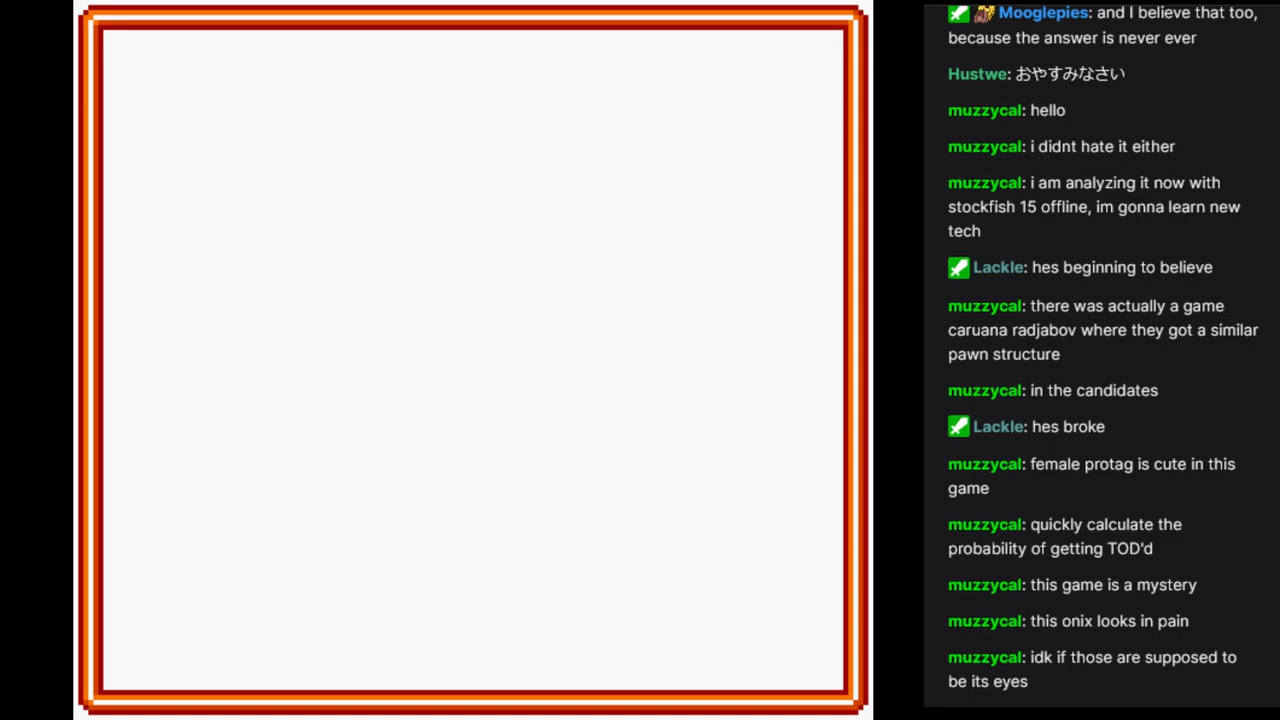 Mooglepies: and I believe that too,
because the answer is never ever
Hustwe: おやすみなさい
muzzycal: hello
muzzycal: i didnt hate it either
muzzycal: i am analyzing it now with
stockfish 15 offline, im gonna learn new
tech
Lackle: hes beginning to believe
muzzycal: there was actually a game
caruana radjabov where they got a similar
pawn structure
muzzycal: in the candidates
Lackle: hes broke
muzzycal: female protag is cute in this
game
muzzycal: quickly calculate the
probability of getting TOD'd
muzzycal: this game is a mystery
muzzycal: this onix looks in pain
muzzycal: idk if those are supposed to
be its eyes